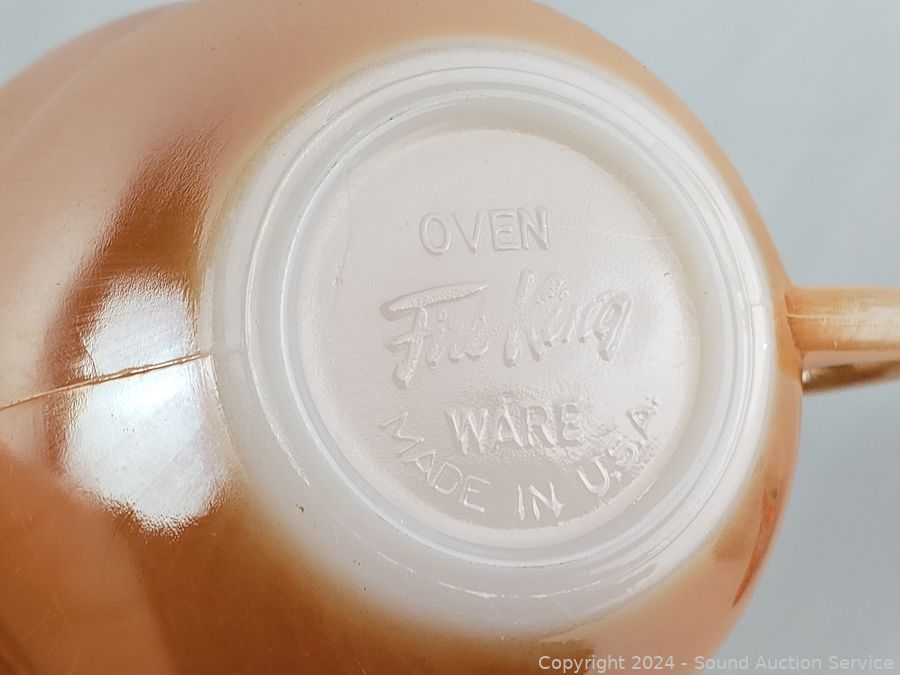 OVEN
Fire-King
WARE
MADE IN U.S.A.
Copyright 2024 - Sound Auction Service